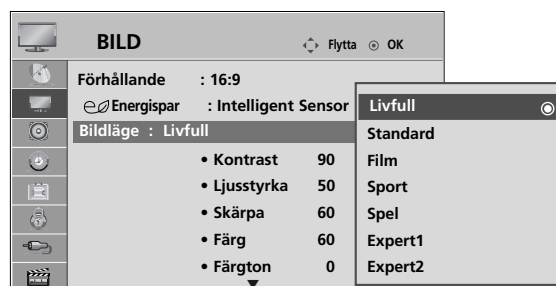 BILD Flytta OK
Förhållande : 16:9
Energispar : Intelligent Sensor
Bildläge : Livfull
• Kontrast 90
• Ljusstyrka 50
• Skärpa 60
• Färg 60
• Färgton 0
Livfull
Standard
Film
Sport
Spel
Expert1
Expert2